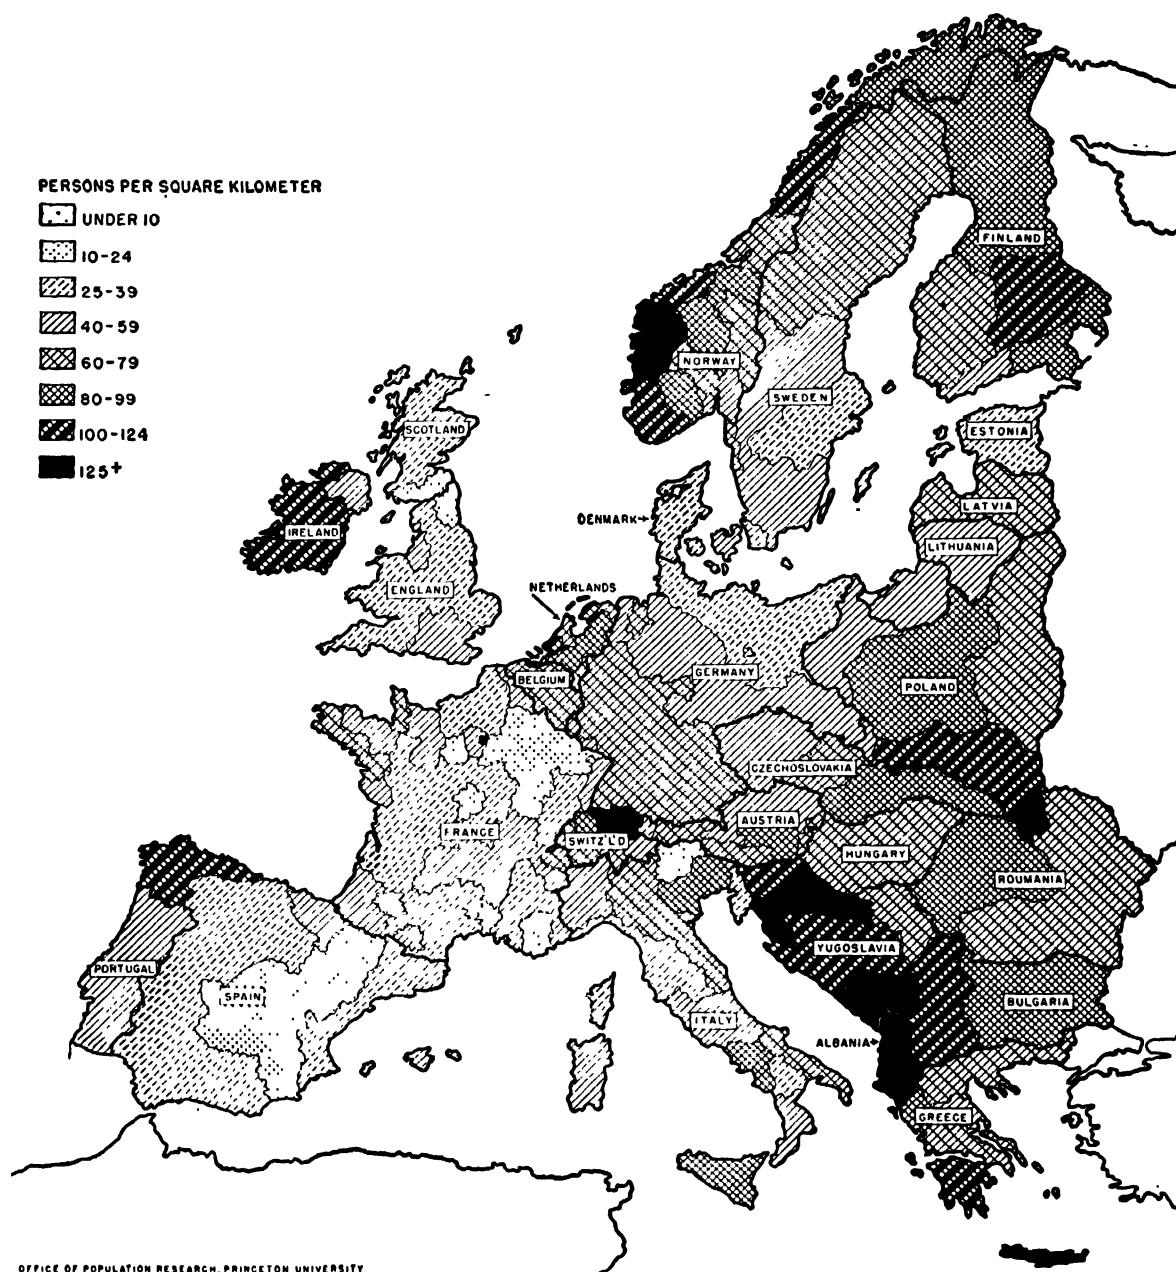 PERSONS PER SQUARE KILOMETER
UNDER 10
10-24
25-39
40-59
60-79
80-99
100-124
125+
FINLAND
NORWAY
SWEDEN
SCOTLAND
ESTONIA
LATVIA
DENMARK
IRELAND
LITHUANIA
ENGLAND
NETHERLANDS
BELGIUM
GERMANY
POLAND
CZECHOSLOVAKIA
FRANCE
AUSTRIA
SWITZ'L'D
HUNGARY
ROUMANIA
YUGOSLAVIA
PORTUGAL
SPAIN
BULGARIA
ITALY
ALBANIA
GREECE
OFFICE OF POPULATION RESEARCH, PRINCETON UNIVERSITY